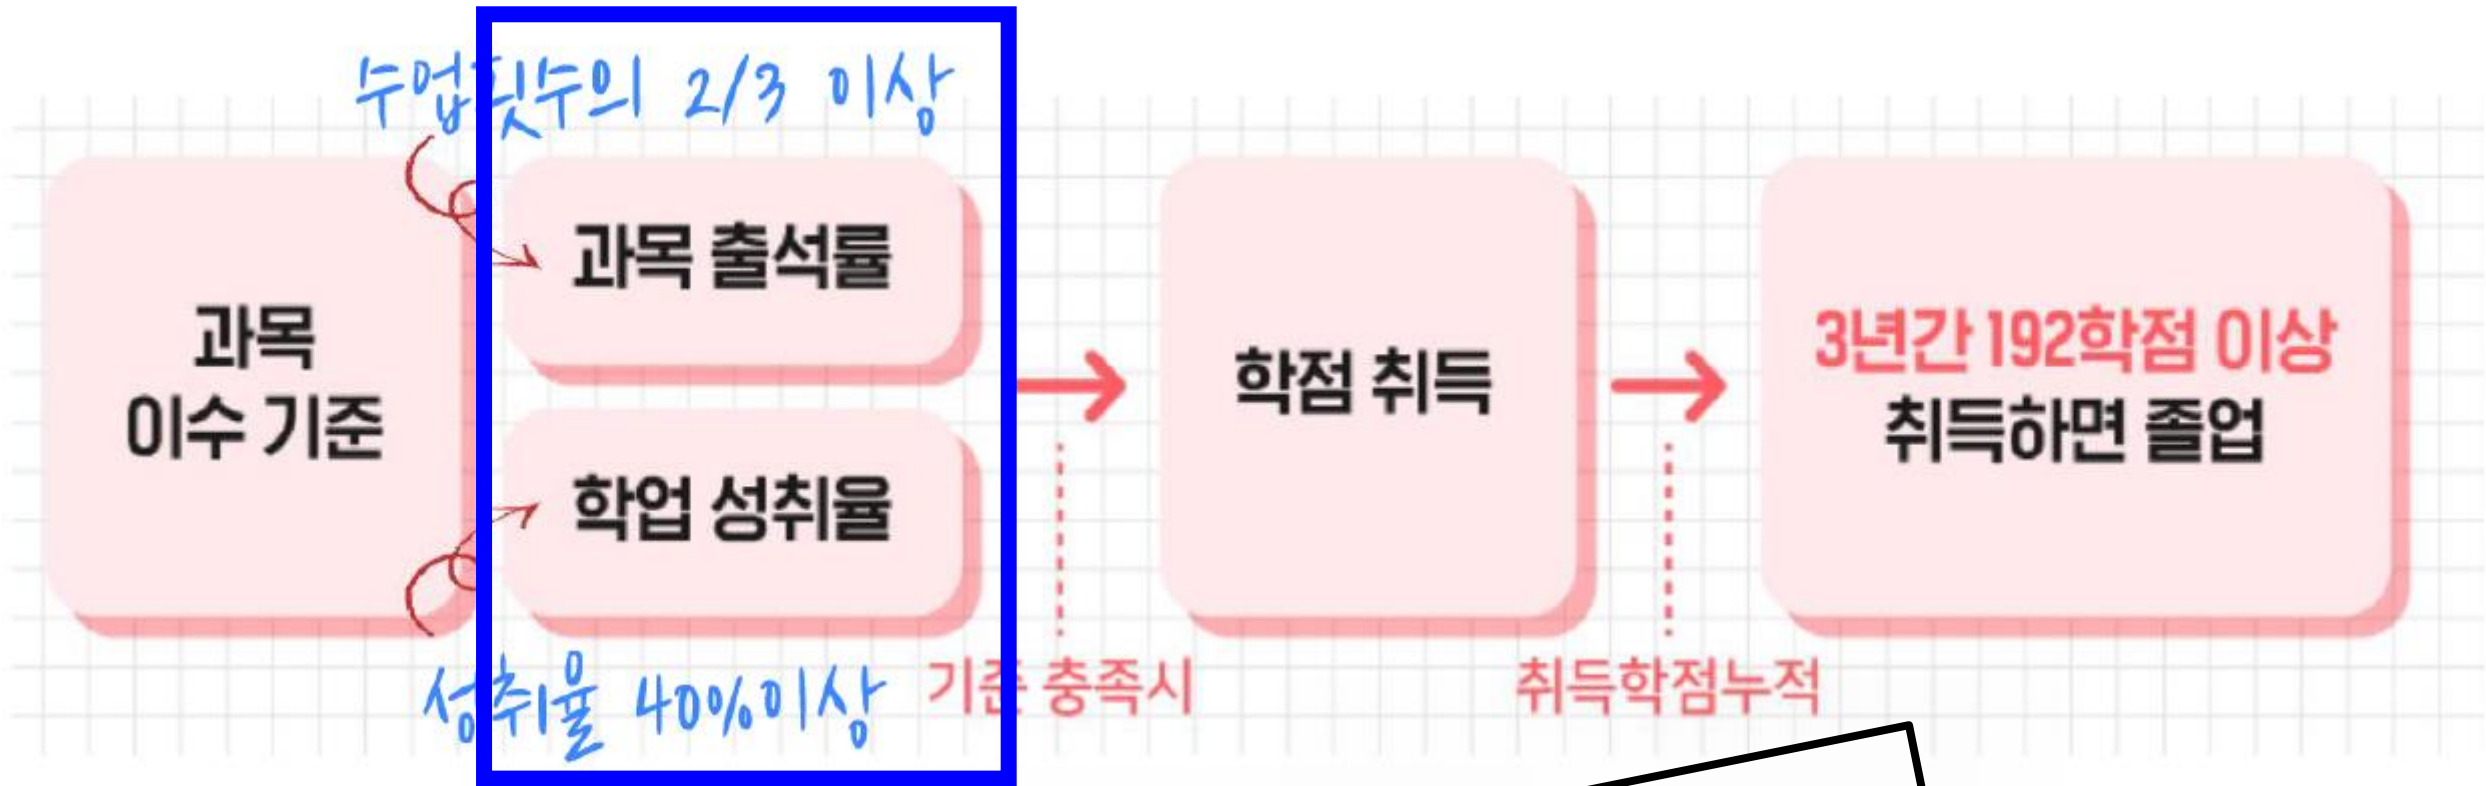 수업횟수의 2/3 이상
과목
이수 기준
과목 출석률
학업 성취율
성취율 40%이상
기준 충족시
학점 취득
취득학점누적
3년간 192학점 이상
취득하면 졸업